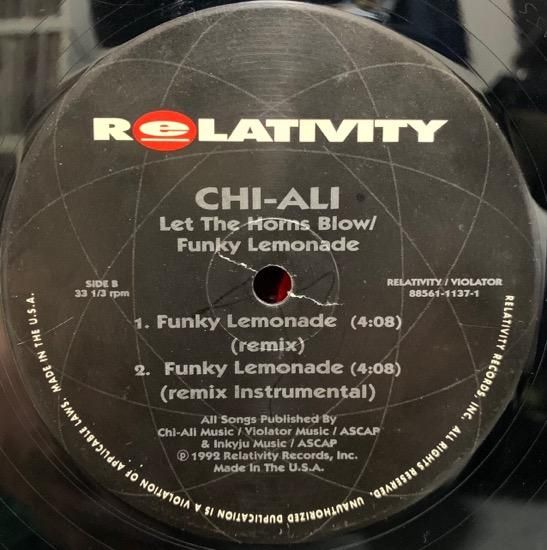 RELATIVITY
CHI-ALI
Let The Horns Blow/
Funky Lemonade
SIDE B
33 1/3 rpm
RELATIVITY / VIOLATOR
88561-1137-1
1. Funky Lemonade (4:08)
(remix)
2. Funky Lemonade (4:08)
(remix Instrumental)
All Songs Published By
Chi-Ali Music / Violator Music / ASCAP
& Inkyju Music / ASCAP
℗ 1992 Relativity Records, Inc.
Made In The U.S.A.
RELATIVITY RECORDS, INC. ALL RIGHT'S RESERVED. UNAUTHORIZED DUPLICATION IS A VIOLATION OF APPLICABLE LAWS. MADE IN THE U.S.A.